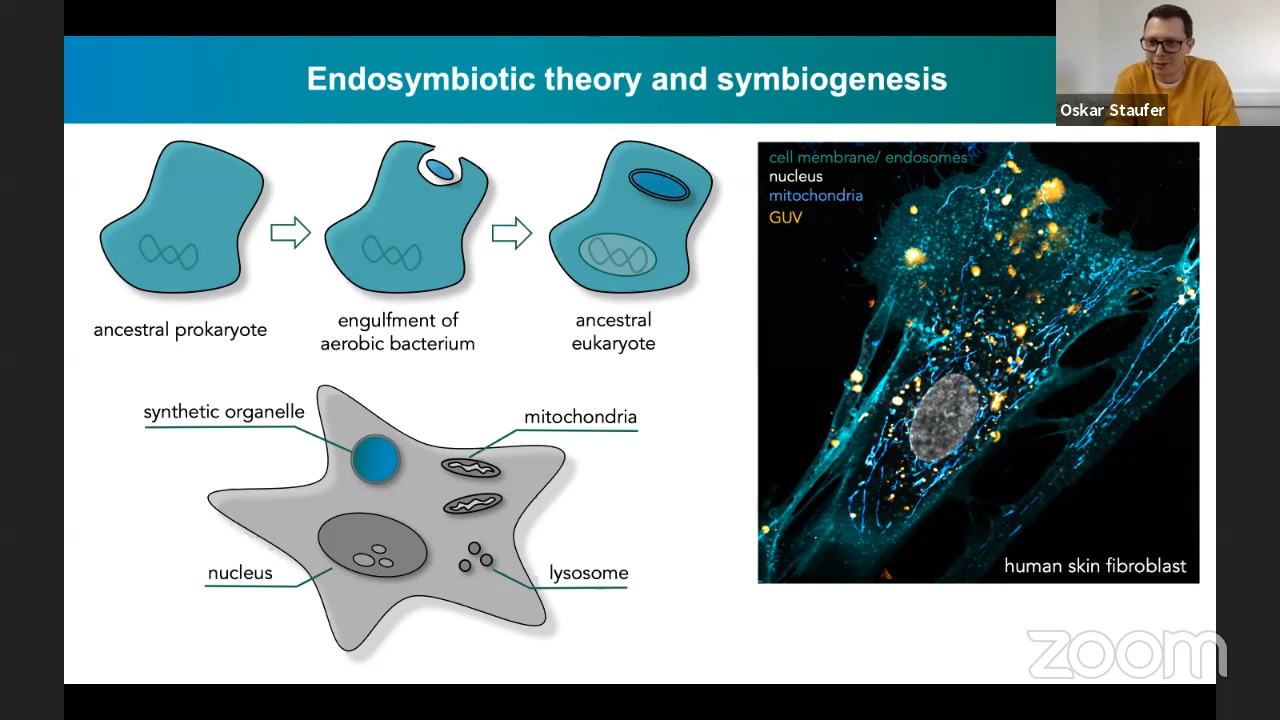 Endosymbiotic theory and symbiogenesis
Oskar Staufer
ancestral prokaryote
engulfment of
aerobic bacterium
ancestral
eukaryote
cell membrane/ endosomes
nucleus
mitochondria
GUV
human skin fibroblast
synthetic organelle
mitochondria
nucleus
lysosome
zoom